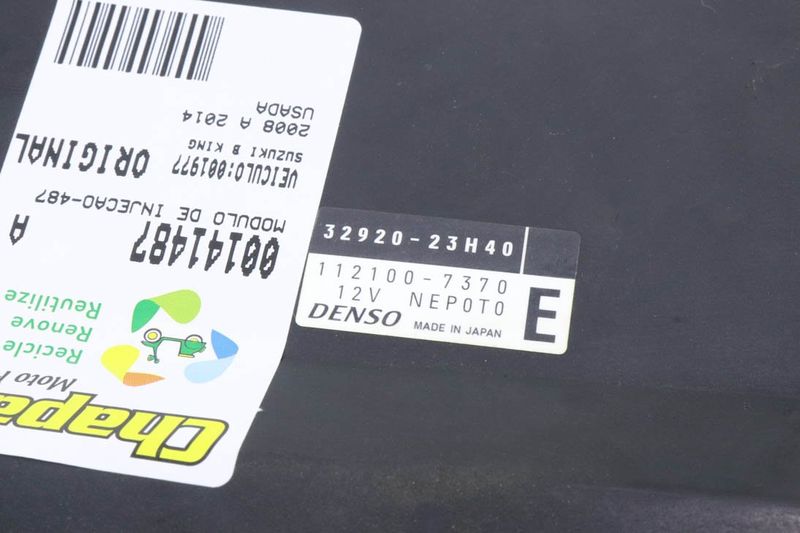 32920-23H40
112100-7370
12V NEP0T0
DENSO MADE IN JAPAN
E
00141487
A
MODULO DE INJECAO-487
VEICULO:001977 ORIGINAL
SUZUKI B KING
2008 A 2014
USADA
Chapa
Moto
Recicle
Renove
Reutilize